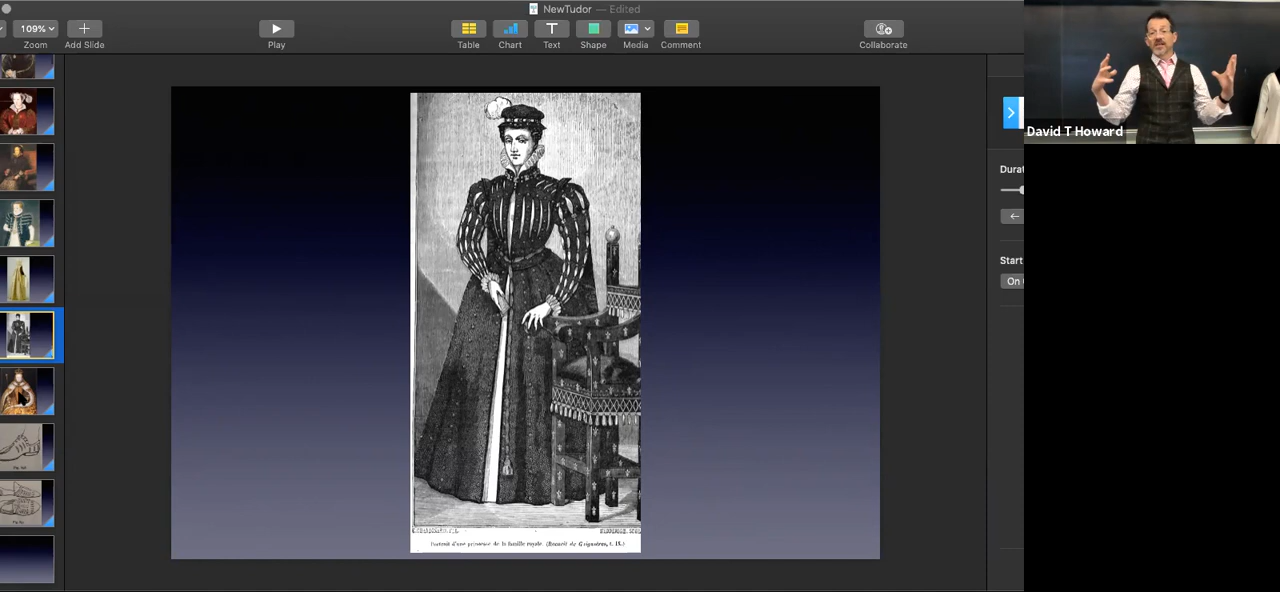 NewTudor — Edited
109%
Zoom
Add Slide
Play
Table
Chart
Text
Shape
Media
Comment
Collaborate
David T Howard
Durat
Start
On
Portrait d'une princesse de la famille royale. (Recueil de Gaignières, t. IX.)